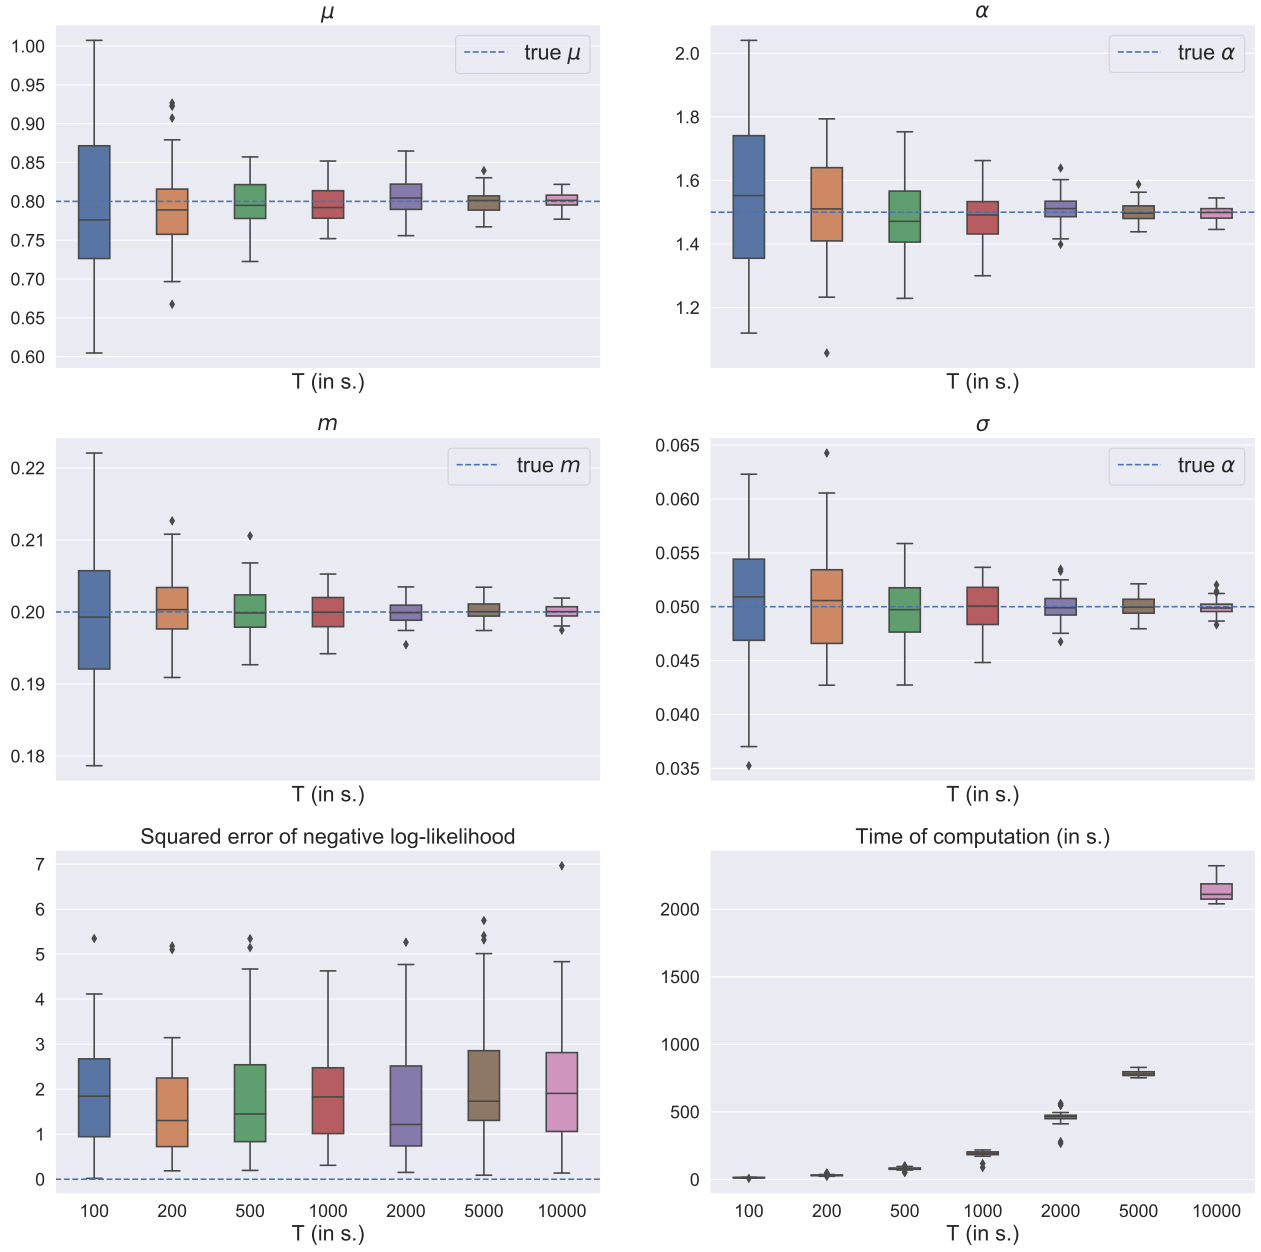 μ
1.00
0.95
0.90
0.85
0.80
0.75
0.70
0.65
0.60
true μ
T (in s.)
α
2.0
1.8
1.6
1.4
1.2
true α
T (in s.)
m
0.22
0.21
0.20
0.19
0.18
true m
T (in s.)
σ
0.065
0.060
0.055
0.050
0.045
0.040
0.035
true α
T (in s.)
Squared error of negative log-likelihood
7
6
5
4
3
2
1
0
100 200 500 1000 2000 5000 10000
T (in s.)
Time of computation (in s.)
2000
1500
1000
500
0
100 200 500 1000 2000 5000 10000
T (in s.)